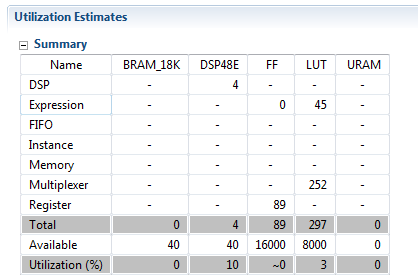 Utilization Estimates
Summary
Name BRAM_18K DSP48E FF LUT URAM
DSP - 4 - - -
Expression - - 0 45 -
FIFO - - - - -
Instance - - - - -
Memory - - - - -
Multiplexer - - - 252 -
Register - - 89 - -
Total 0 4 89 297 0
Available 40 40 16000 8000 0
Utilization (%) 0 10 ~0 3 0